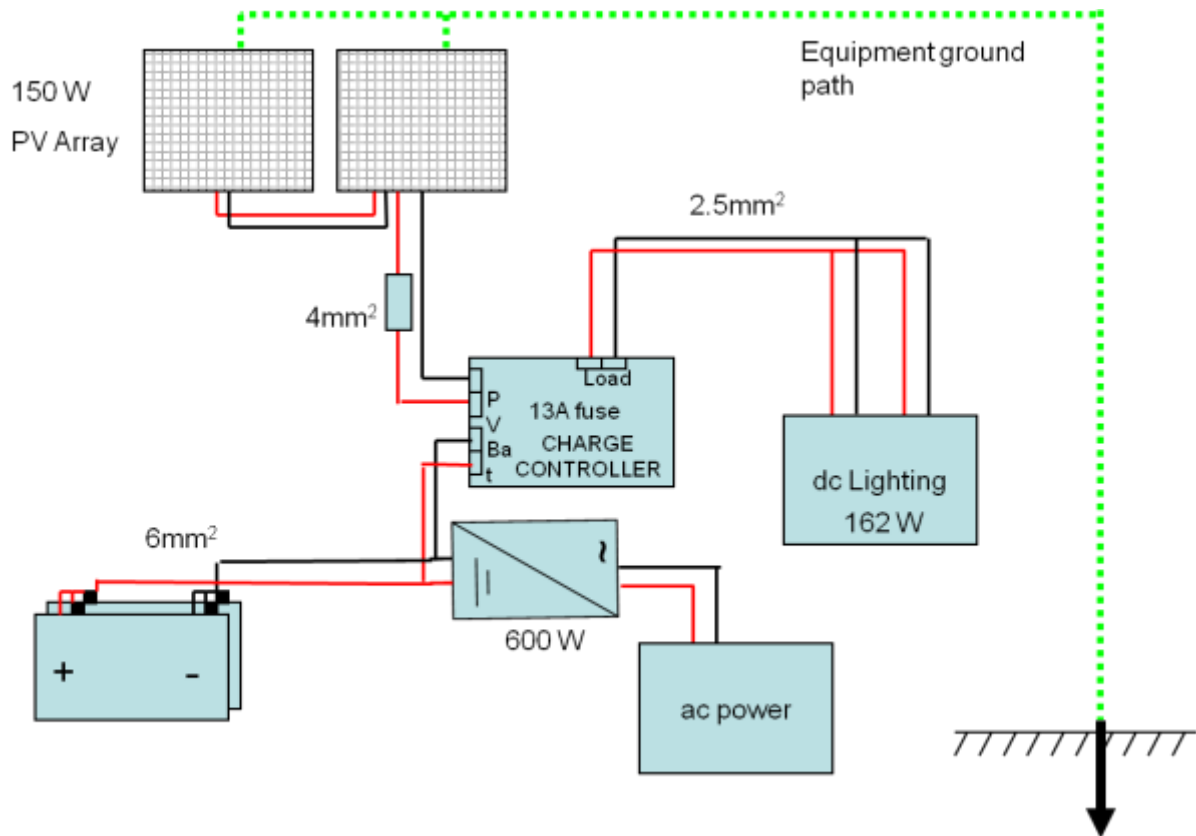 150 W
PV Array
Equipment ground
path
2.5mm²
4mm²
Load
P
V
13A fuse
Ba
t
CHARGE
CONTROLLER
dc Lighting
162 W
6mm²
~
600 W
+
-
ac power